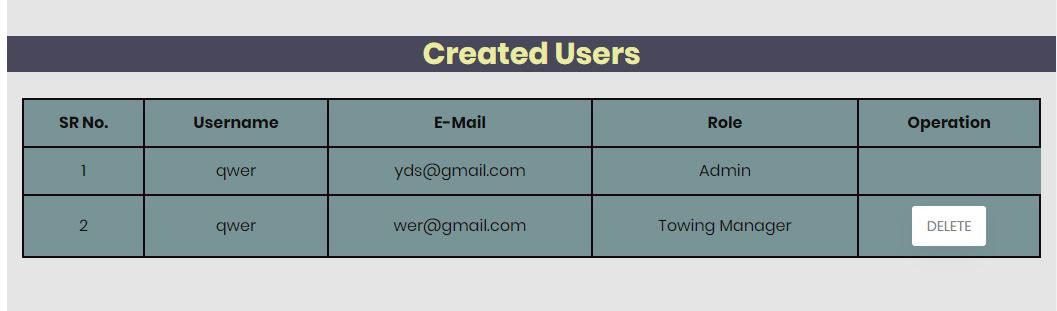 Created Users
SR No. Username E-Mail Role Operation
1 qwer yds@gmail.com Admin
2 qwer wer@gmail.com Towing Manager DELETE